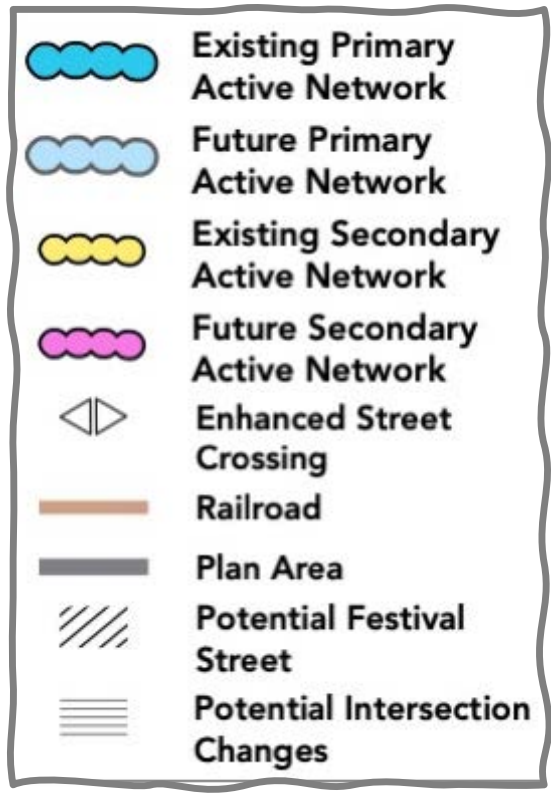 Existing Primary
Active Network
Future Primary
Active Network
Existing Secondary
Active Network
Future Secondary
Active Network
Enhanced Street
Crossing
Railroad
Plan Area
Potential Festival
Street
Potential Intersection
Changes